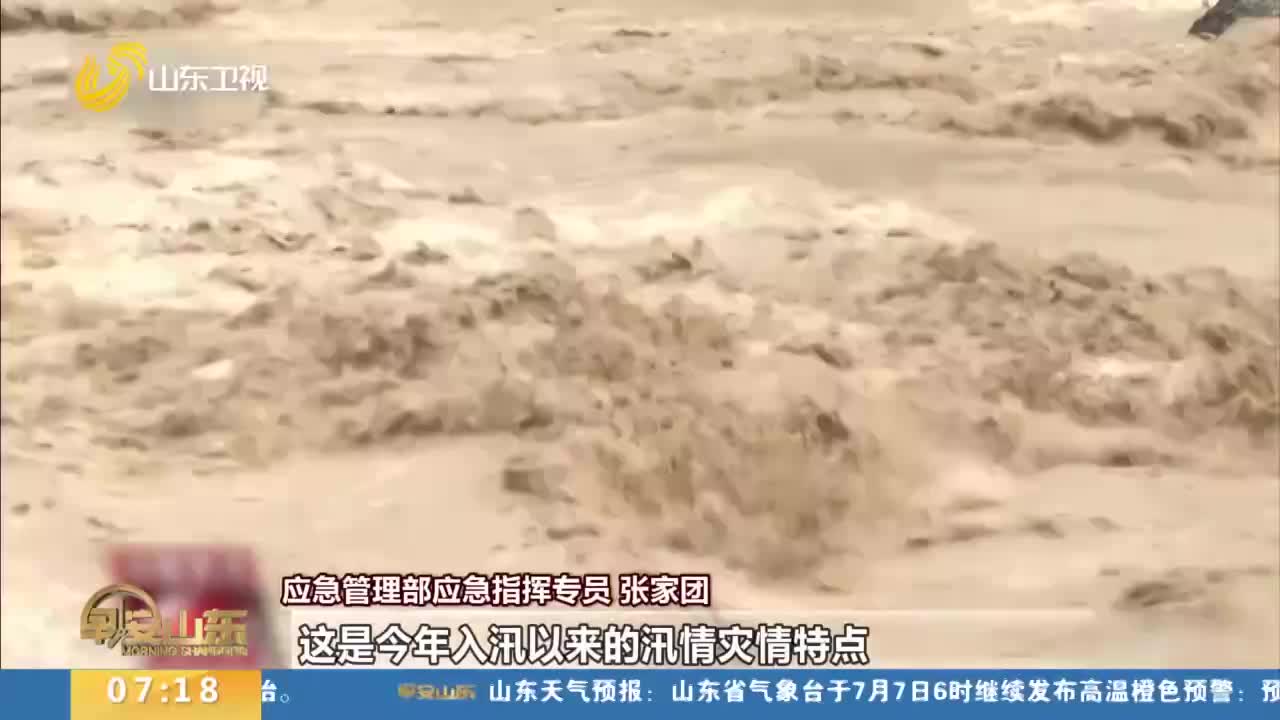 山东卫视
应急管理部应急指挥专员 张家团
这是今年入汛以来的汛情灾情特点
早安山东
MORNING SHANDONG
07:18
台。 早安山东 山东天气预报：山东省气象台于7月7日6时继续发布高温橙色预警：预